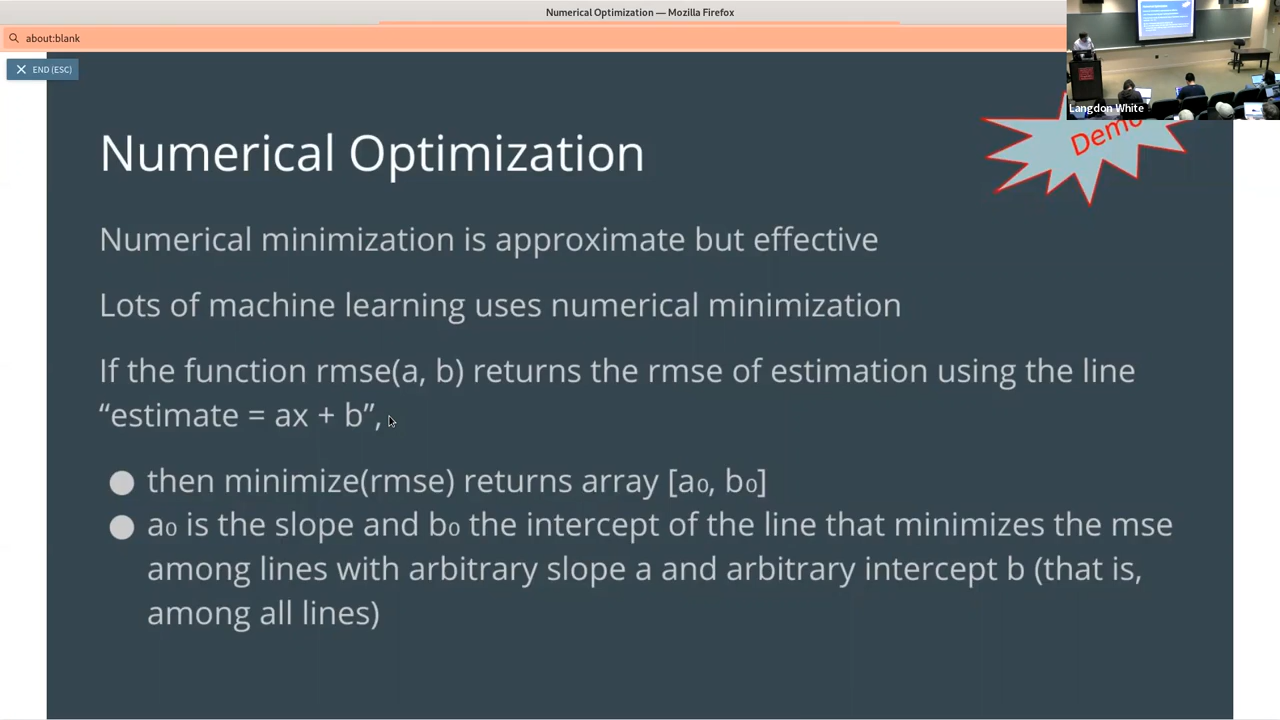 Numerical Optimization — Mozilla Firefox
about:blank
END (ESC)
Langdon White
Demo
Numerical Optimization
Numerical minimization is approximate but effective
Lots of machine learning uses numerical minimization
If the function rmse(a, b) returns the rmse of estimation using the line
“estimate = ax + b”,
● then minimize(rmse) returns array [a₀, b₀]
● a₀ is the slope and b₀ the intercept of the line that minimizes the mse
among lines with arbitrary slope a and arbitrary intercept b (that is,
among all lines)